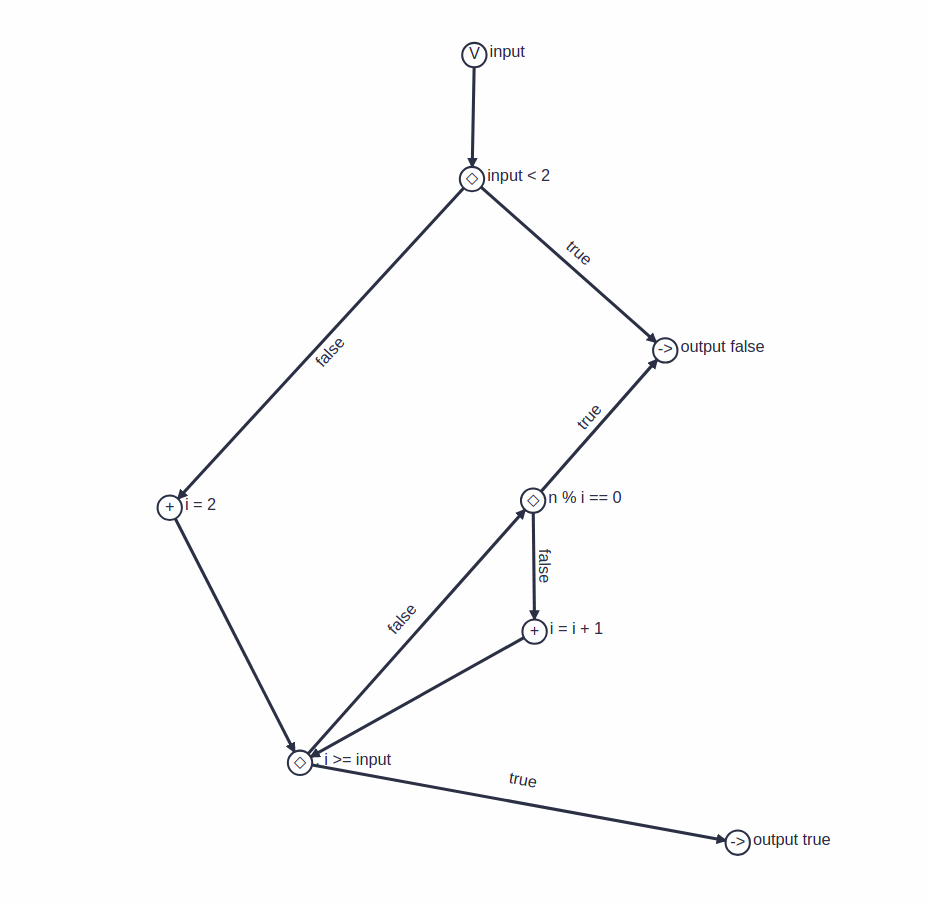 V input
◇ input < 2
true
false
-> output false
true
+ i = 2
◇ n % i == 0
false
false
+ i = i + 1
◇ i >= input
true
-> output true